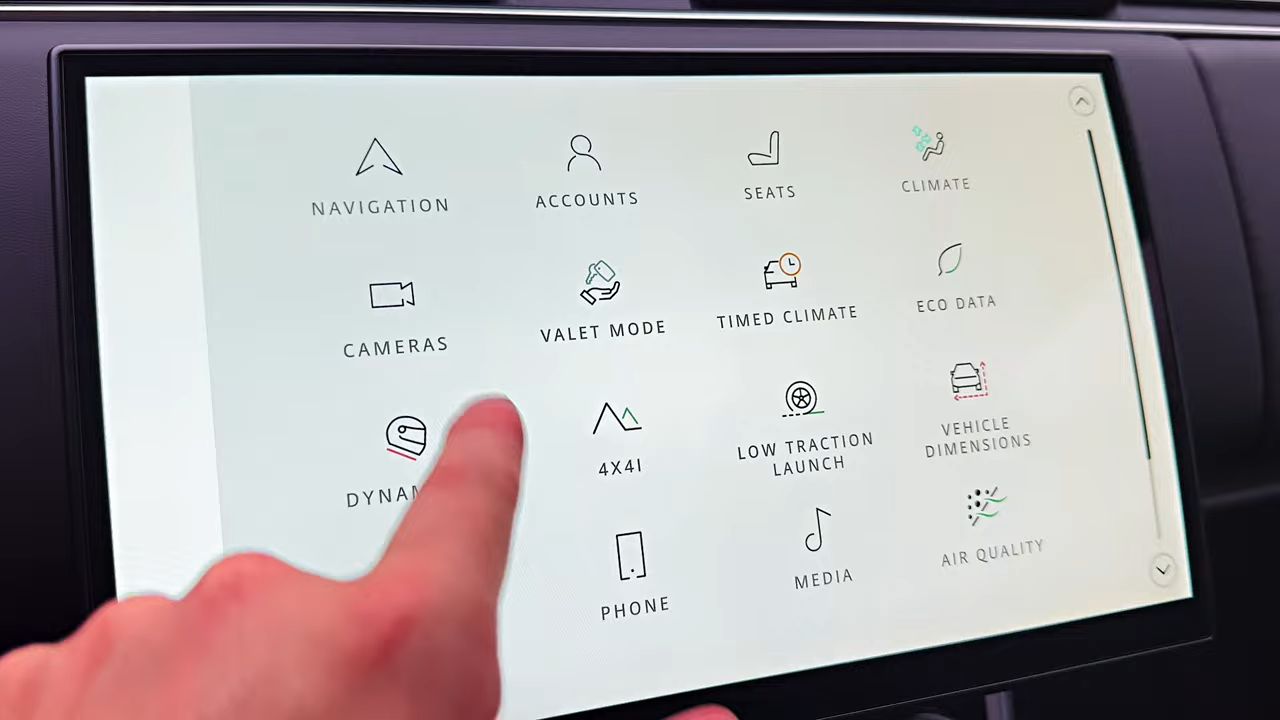 NAVIGATION
ACCOUNTS
SEATS
CLIMATE
CAMERAS
VALET MODE
TIMED CLIMATE
ECO DATA
4X4I
LOW TRACTION
LAUNCH
VEHICLE
DIMENSIONS
PHONE
MEDIA
AIR QUALITY